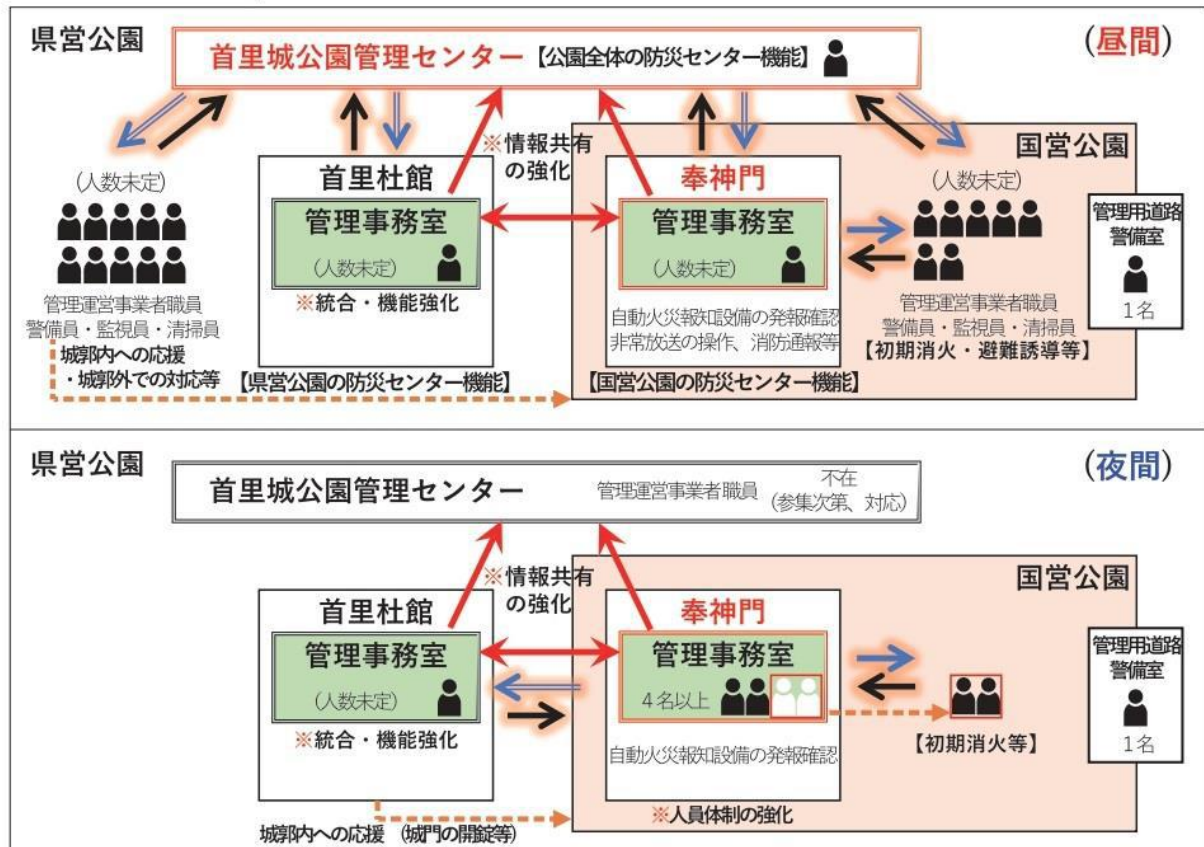 県営公園
(昼間)
首里城公園管理センター【公園全体の防災センター機能】
※情報共有
の強化
国営公園
(人数未定)
管理運営事業者職員
警備員・監視員・清掃員
城郭内への応援
・城郭外での対応等
首里杜館
管理事務室
(人数未定)
※統合・機能強化
【県営公園の防災センター機能】
奉神門
管理事務室
(人数未定)
自動火災報知設備の発報確認
非常放送の操作、消防通報等
【国営公園の防災センター機能】
(人数未定)
管理運営事業者職員
警備員・監視員・清掃員
【初期消火・避難誘導等】
管理用道路
警備室
1名
県営公園
(夜間)
首里城公園管理センター
管理運営事業者職員
不在
(参集次第、対応)
※情報共有
の強化
国営公園
首里杜館
管理事務室
(人数未定)
※統合・機能強化
城郭内への応援 (城門の開錠等)
奉神門
管理事務室
4名以上
自動火災報知設備の発報確認
※人員体制の強化
【初期消火等】
管理用道路
警備室
1名